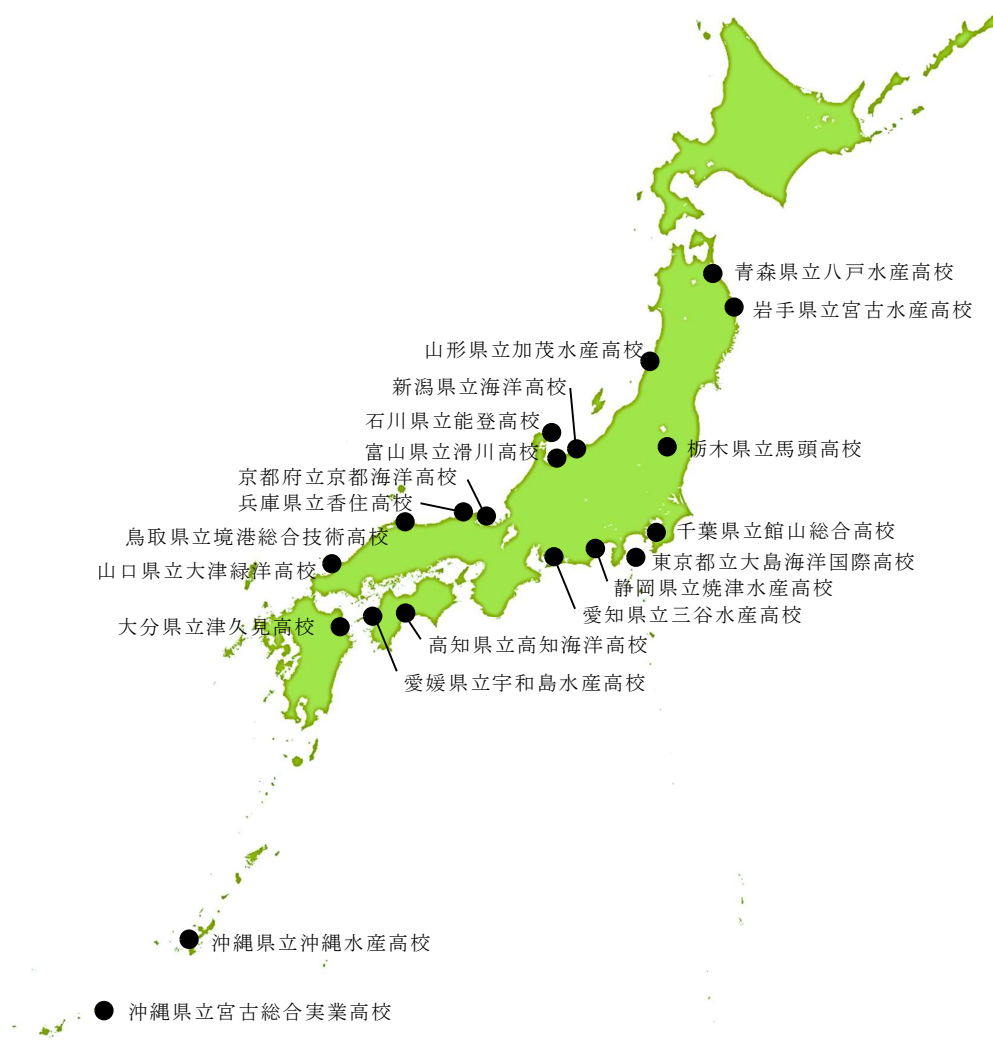 青森県立八戸水産高校
岩手県立宮古水産高校
山形県立加茂水産高校
新潟県立海洋高校
石川県立能登高校
富山県立滑川高校
栃木県立馬頭高校
京都府立京都海洋高校
兵庫県立香住高校
鳥取県立境港総合技術高校
千葉県立館山総合高校
東京都立大島海洋国際高校
山口県立大津緑洋高校
静岡県立焼津水産高校
愛知県立三谷水産高校
大分県立津久見高校
高知県立高知海洋高校
愛媛県立宇和島水産高校
沖縄県立沖縄水産高校
沖縄県立宮古総合実業高校